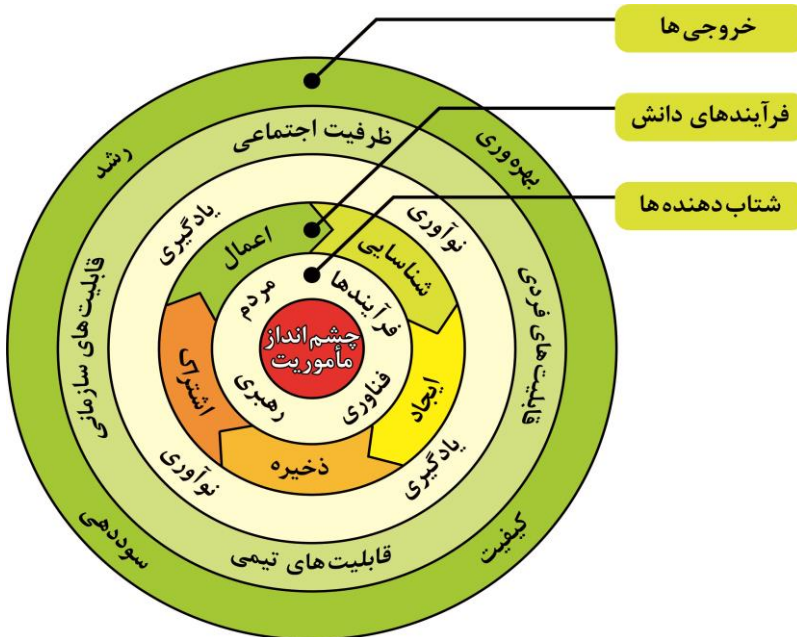 خروجی‌ها
فرآیندهای دانش
شتاب دهنده‌ها
بهره‌وری
رشد
کیفیت
سوددهی
ظرفیت اجتماعی
قابلیت‌های فردی
قابلیت‌های تیمی
قابلیت‌های سازمانی
نوآوری
یادگیری
یادگیری
نوآوری
شناسایی
ایجاد
ذخیره
اشتراک
اعمال
فرآیندها
فناوری
رهبری
مردم
چشم‌انداز
مأموریت